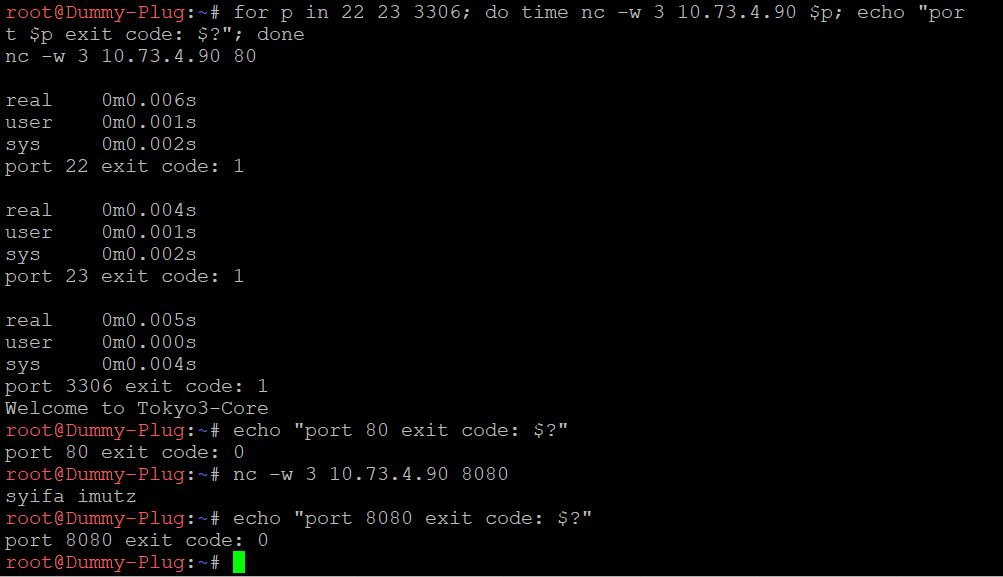 root@Dummy-Plug:~# for p in 22 23 3306; do time nc -w 3 10.73.4.90 $p; echo "por
t $p exit code: $?"; done
nc -w 3 10.73.4.90 80
real    0m0.006s
user    0m0.001s
sys     0m0.002s
port 22 exit code: 1
real    0m0.004s
user    0m0.001s
sys     0m0.002s
port 23 exit code: 1
real    0m0.005s
user    0m0.000s
sys     0m0.004s
port 3306 exit code: 1
Welcome to Tokyo3-Core
root@Dummy-Plug:~# echo "port 80 exit code: $?"
port 80 exit code: 0
root@Dummy-Plug:~# nc -w 3 10.73.4.90 8080
syifa imutz
root@Dummy-Plug:~# echo "port 8080 exit code: $?"
port 8080 exit code: 0
root@Dummy-Plug:~#